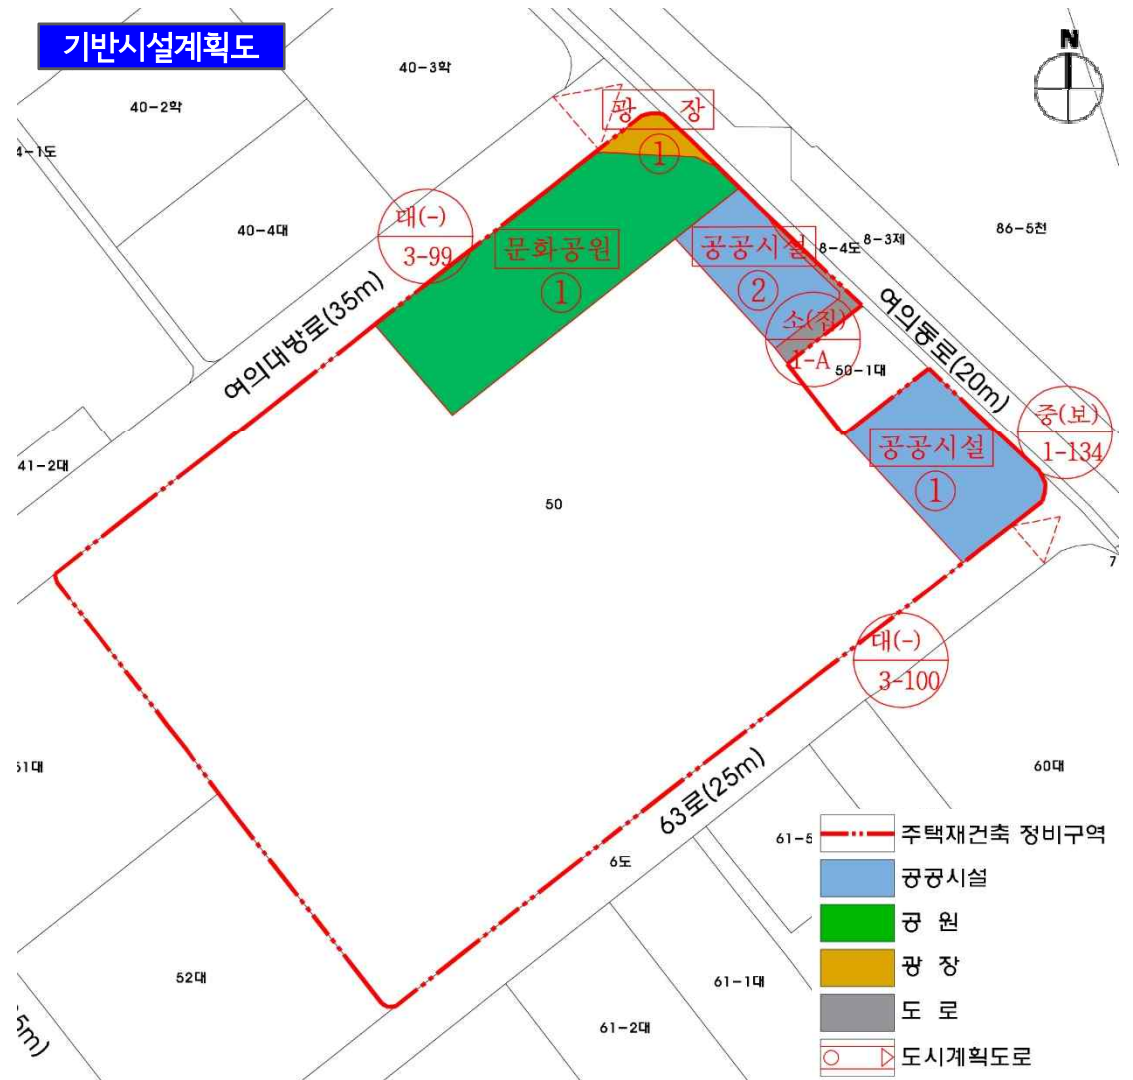 기반시설계획도
N
40-3학
40-2학
4-1도
광 장
①
대(-)
3-99
40-4대
문화공원
①
공공시설
②
8-4도
8-3제
86-5천
여의대방로(35m)
여의동로(20m)
소(집)
1-A
50-1대
중(보)
1-134
41-2대
공공시설
①
50
7
대(-)
3-100
51대
60대
63로(25m)
61-5
6도
52대
61-1대
61-2대
5m)
주택재건축 정비구역
공공시설
공 원
광 장
도 로
도시계획도로